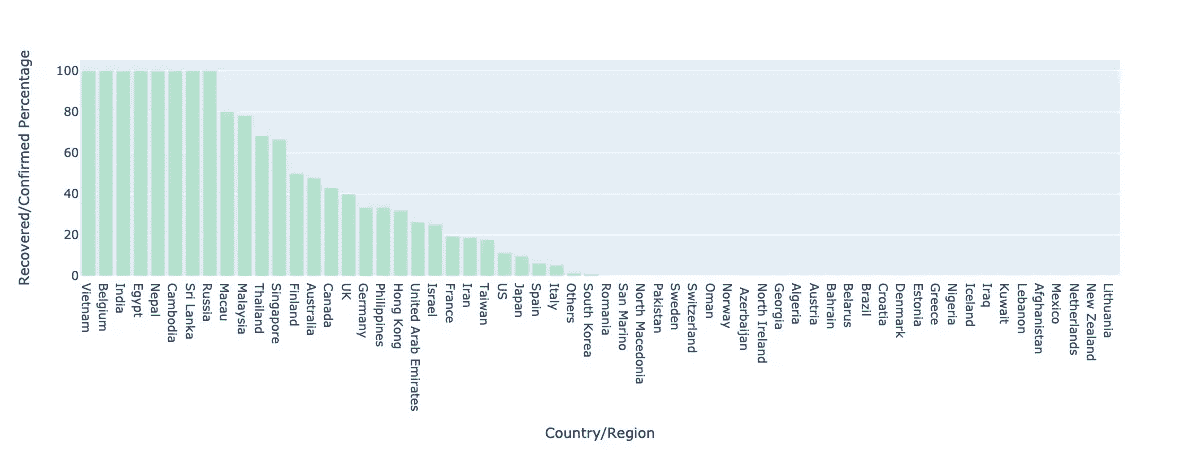 Recovered/Confirmed Percentage
100
80
60
40
20
0
Vietnam
Belgium
India
Egypt
Nepal
Cambodia
Sri Lanka
Russia
Macau
Malaysia
Thailand
Singapore
Finland
Australia
Canada
UK
Germany
Philippines
Hong Kong
United Arab Emirates
Israel
France
Iran
Taiwan
US
Japan
Spain
Italy
Others
South Korea
Romania
San Marino
North Macedonia
Pakistan
Sweden
Switzerland
Oman
Norway
Azerbaijan
North Ireland
Georgia
Algeria
Austria
Bahrain
Belarus
Brazil
Croatia
Denmark
Estonia
Greece
Nigeria
Iceland
Iraq
Kuwait
Lebanon
Afghanistan
Mexico
Netherlands
New Zealand
Lithuania
Country/Region